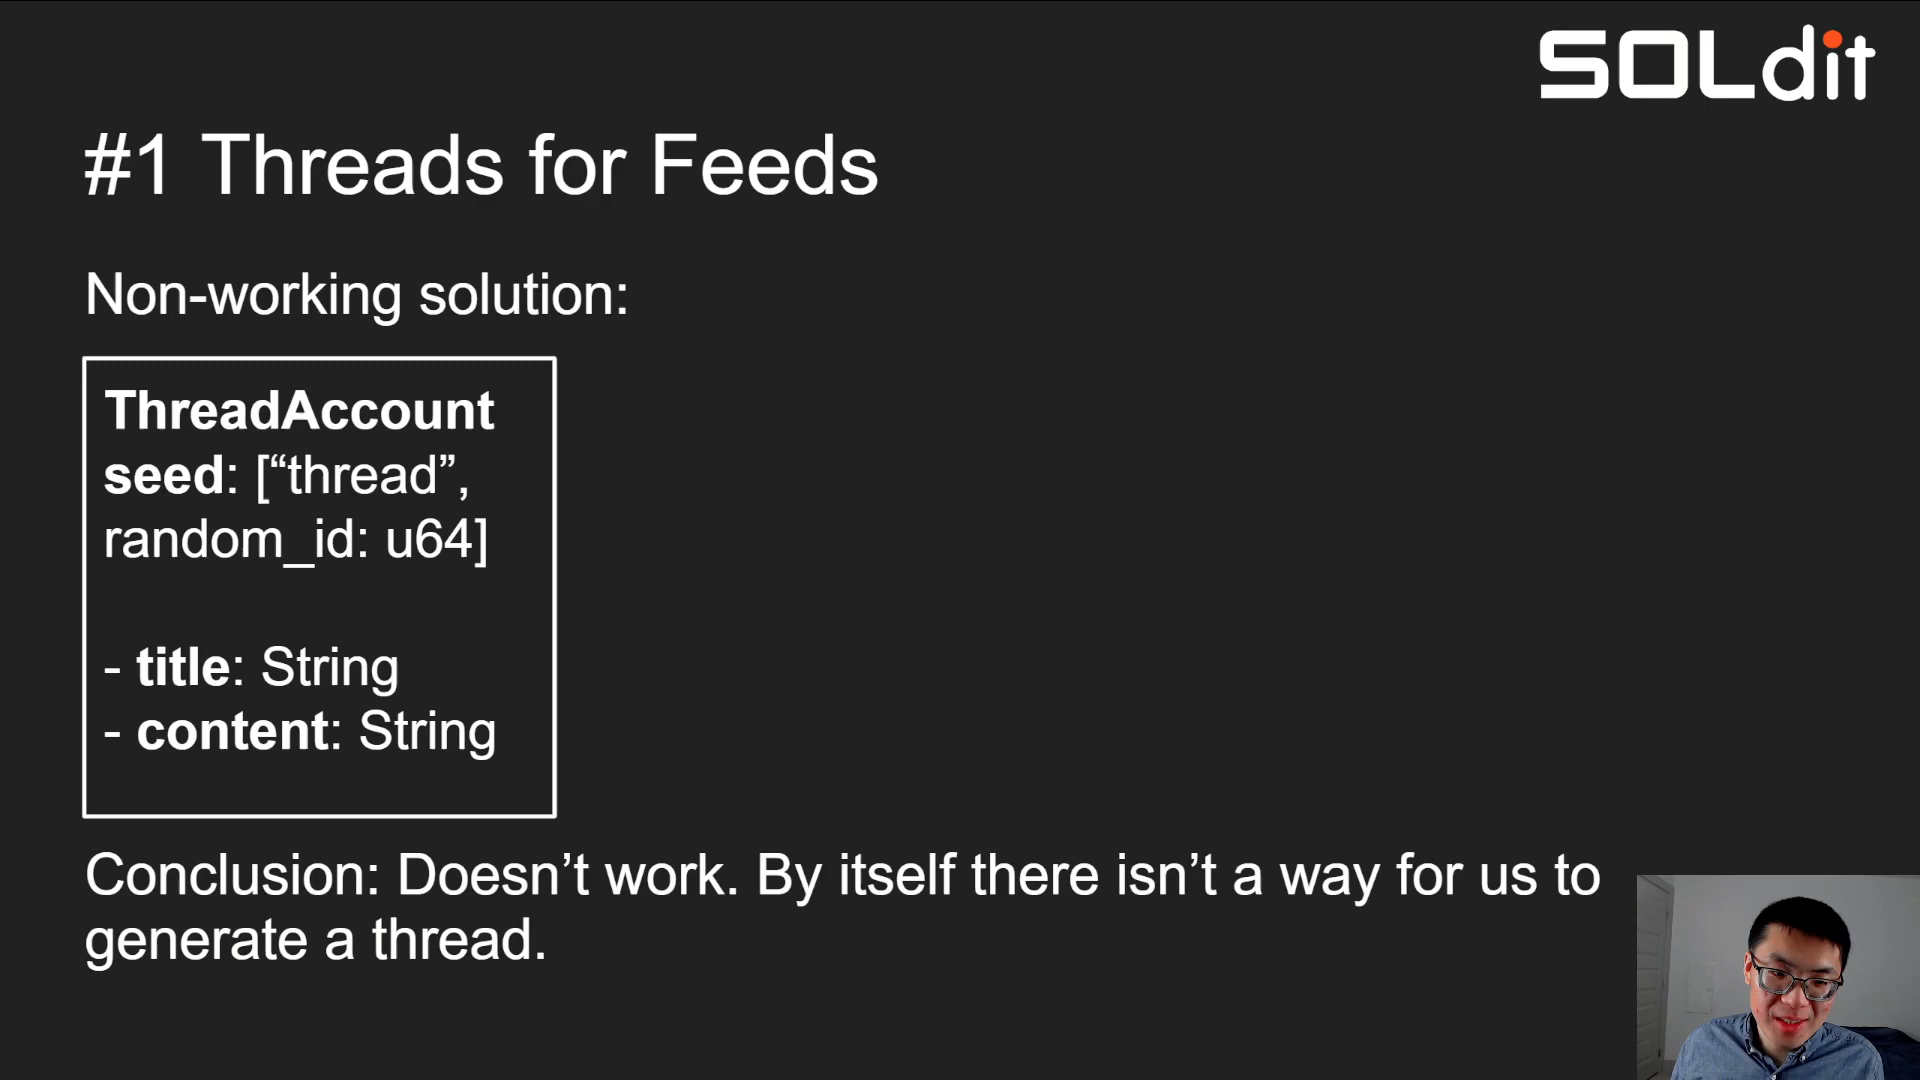 SOLdit
#1 Threads for Feeds
Non-working solution:
ThreadAccount
seed: [“thread”,
random_id: u64]
- title: String
- content: String
Conclusion: Doesn’t work. By itself there isn’t a way for us to
generate a thread.